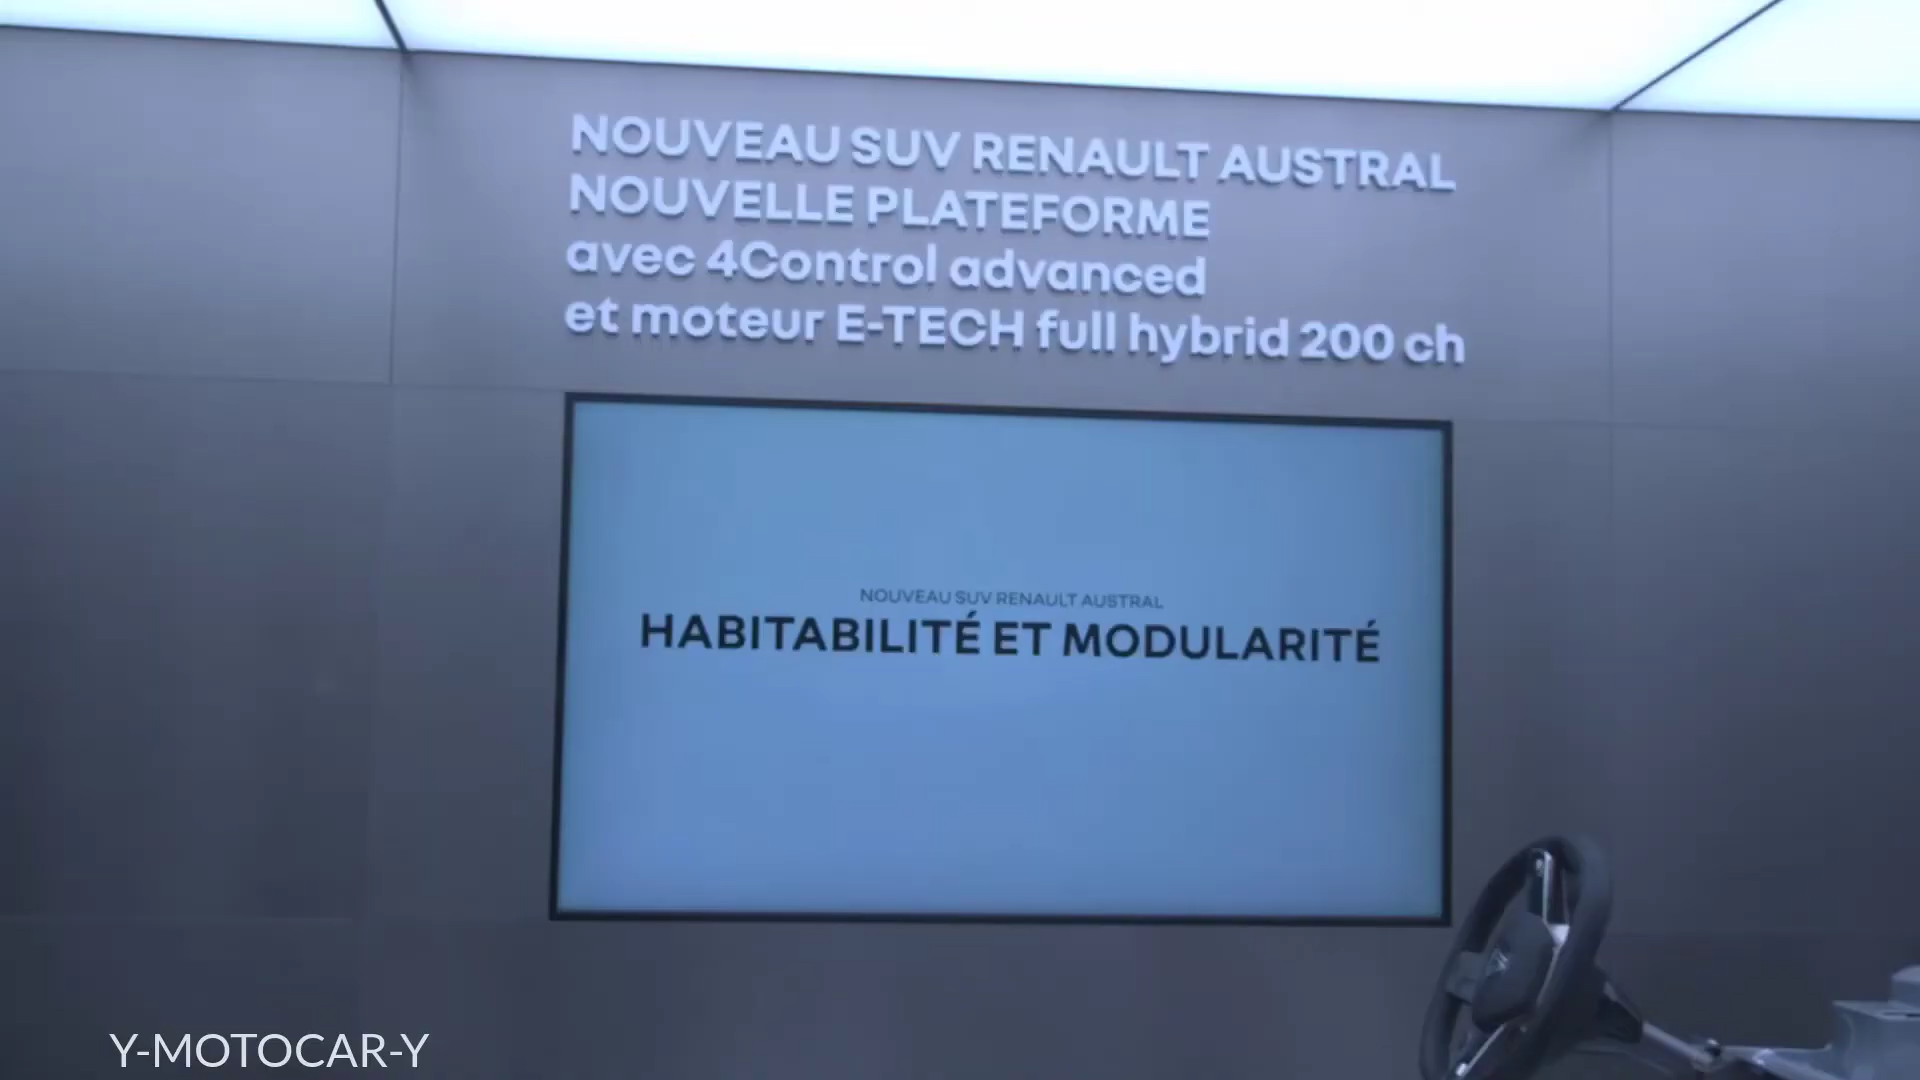 NOUVEAU SUV RENAULT AUSTRAL
NOUVELLE PLATEFORME
avec 4Control advanced
et moteur E-TECH full hybrid 200 ch
NOUVEAU SUV RENAULT AUSTRAL
HABITABILITÉ ET MODULARITÉ
Y-MOTOCAR-Y